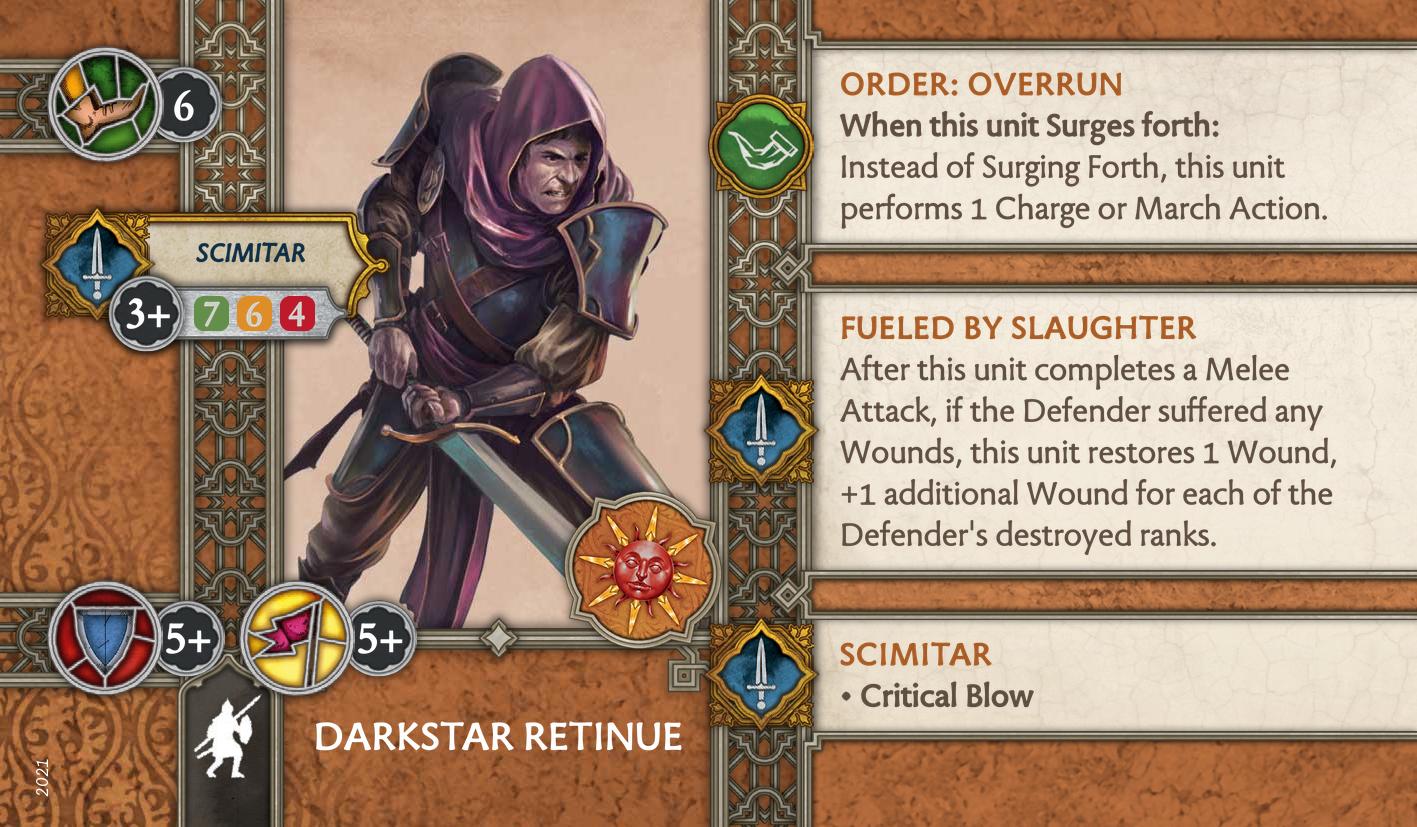 6
SCIMITAR
3+ 7 6 4
5+ 5+
DARKSTAR RETINUE
2021
ORDER: OVERRUN
When this unit Surges forth:
Instead of Surging Forth, this unit
performs 1 Charge or March Action.
FUELED BY SLAUGHTER
After this unit completes a Melee
Attack, if the Defender suffered any
Wounds, this unit restores 1 Wound,
+1 additional Wound for each of the
Defender's destroyed ranks.
SCIMITAR
• Critical Blow